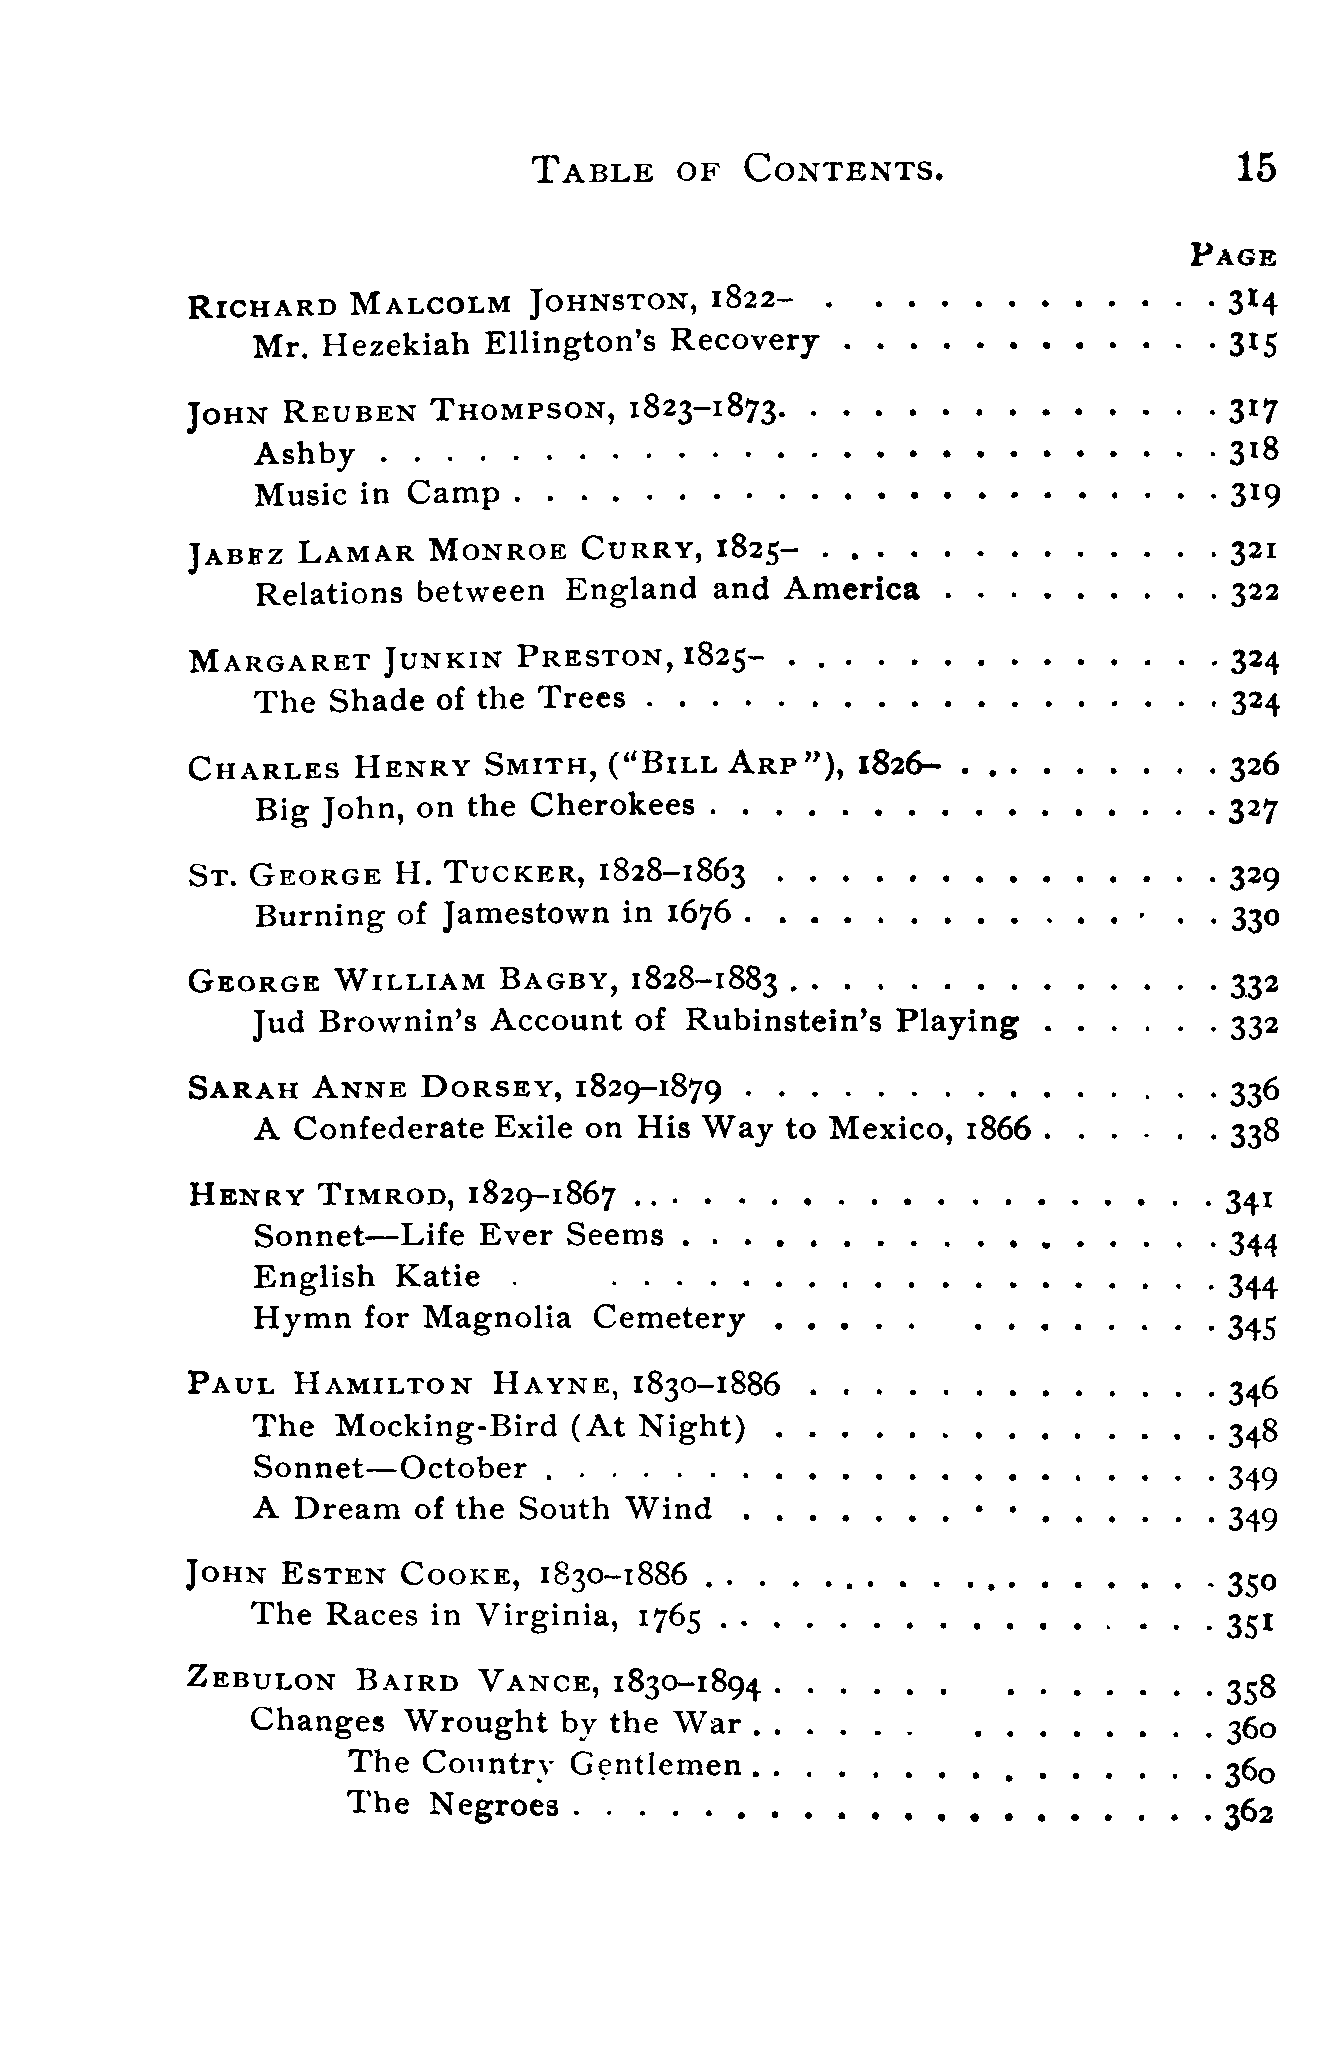 TABLE OF CONTENTS. 15
PAGE
RICHARD MALCOLM JOHNSTON, 1822– . . . . . . . . . . . . 314
Mr. Hezekiah Ellington's Recovery . . . . . . . . . . . . 315
JOHN REUBEN THOMPSON, 1823–1873. . . . . . . . . . . . . . 317
Ashby . . . . . . . . . . . . . . . . . . . . . . . . . . 318
Music in Camp . . . . . . . . . . . . . . . . . . . . . . 319
JABEZ LAMAR MONROE CURRY, 1825– . . . . . . . . . . . . . 321
Relations between England and America . . . . . . . . . 322
MARGARET JUNKIN PRESTON, 1825– . . . . . . . . . . . . . . 324
The Shade of the Trees . . . . . . . . . . . . . . . . . . 324
CHARLES HENRY SMITH, ("BILL ARP"), 1826– . . . . . . . . . 326
Big John, on the Cherokees . . . . . . . . . . . . . . . . 327
ST. GEORGE H. TUCKER, 1828–1863 . . . . . . . . . . . . . . 329
Burning of Jamestown in 1676 . . . . . . . . . . . . . . . 330
GEORGE WILLIAM BAGBY, 1828–1883 . . . . . . . . . . . . . . 332
Jud Brownin's Account of Rubinstein's Playing . . . . . . 332
SARAH ANNE DORSEY, 1829–1879 . . . . . . . . . . . . . . . 336
A Confederate Exile on His Way to Mexico, 1866 . . . . . . 338
HENRY TIMROD, 1829–1867 . . . . . . . . . . . . . . . . . . 341
Sonnet—Life Ever Seems . . . . . . . . . . . . . . . . . 344
English Katie . . . . . . . . . . . . . . . . . . . . 344
Hymn for Magnolia Cemetery . . . . . . . . . . . . . 345
PAUL HAMILTON HAYNE, 1830–1886 . . . . . . . . . . . . . 346
The Mocking-Bird (At Night) . . . . . . . . . . . . . . 348
Sonnet—October . . . . . . . . . . . . . . . . . . . . . 349
A Dream of the South Wind . . . . . . . . . . . . . . . 349
JOHN ESTEN COOKE, 1830–1886 . . . . . . . . . . . . . . . . 350
The Races in Virginia, 1765 . . . . . . . . . . . . . . . . 351
ZEBULON BAIRD VANCE, 1830–1894 . . . . . . . . . . . . . 358
Changes Wrought by the War . . . . . . . . . . . . . . 360
The Country Gentlemen . . . . . . . . . . . . . . . 360
The Negroes . . . . . . . . . . . . . . . . . . . . 362